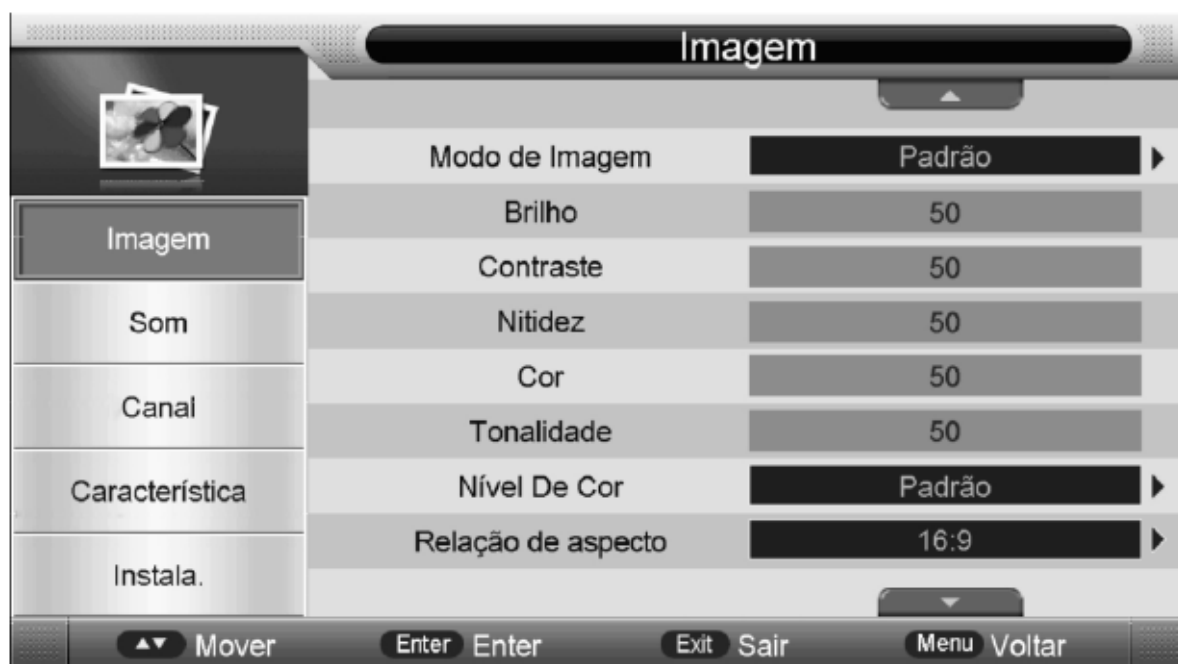 Imagem
Imagem
Som
Canal
Característica
Instala.
Modo de Imagem Padrão
Brilho 50
Contraste 50
Nitidez 50
Cor 50
Tonalidade 50
Nível De Cor Padrão
Relação de aspecto 16:9
Mover Enter Enter Exit Sair Menu Voltar